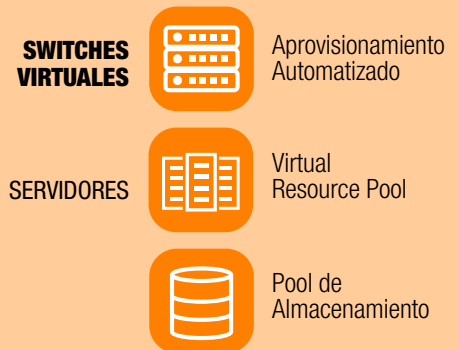 SWITCHES
VIRTUALES
Aprovisionamiento
Automatizado
SERVIDORES
Virtual
Resource Pool
Pool de
Almacenamiento